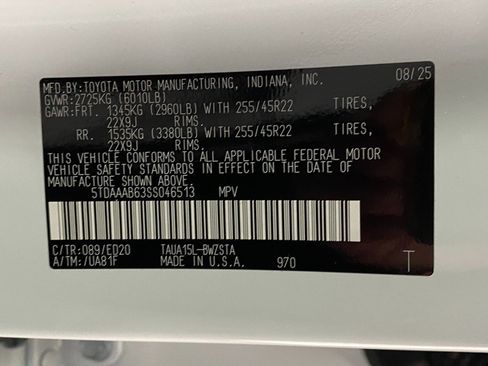 MFD.BY:TOYOTA MOTOR MANUFACTURING, INDIANA, INC. 08/25
GVWR:2725KG (6010LB)
GAWR:FRT. 1345KG (2960LB) WITH 255/45R22 TIRES,
22X9J RIMS.
RR. 1535KG (3380LB) WITH 255/45R22 TIRES,
22X9J RIMS.
THIS VEHICLE CONFORMS TO ALL APPLICABLE FEDERAL MOTOR
VEHICLE SAFETY STANDARDS IN EFFECT ON THE DATE OF
MANUFACTURE SHOWN ABOVE.
5TDAAAB63SS046513 MPV
C/TR:089/ED20 TAUA15L-BWZSTA
A/TM:/UA81F MADE IN U.S.A. 970 T